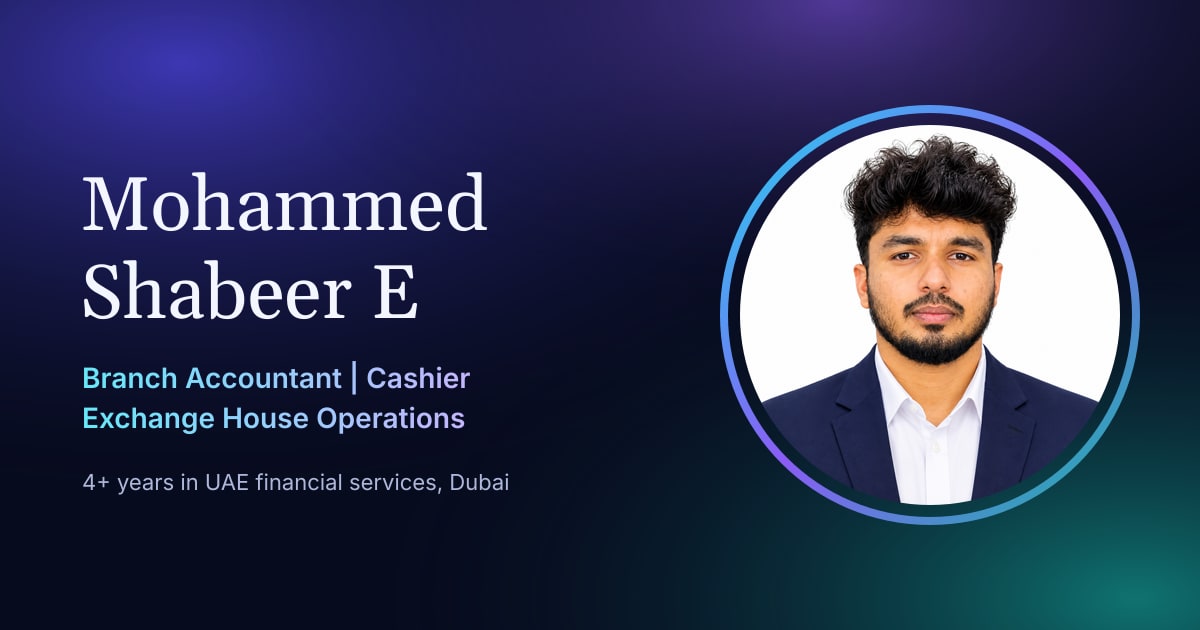 Mohammed
Shabeer E
Branch Accountant | Cashier
Exchange House Operations
4+ years in UAE financial services, Dubai